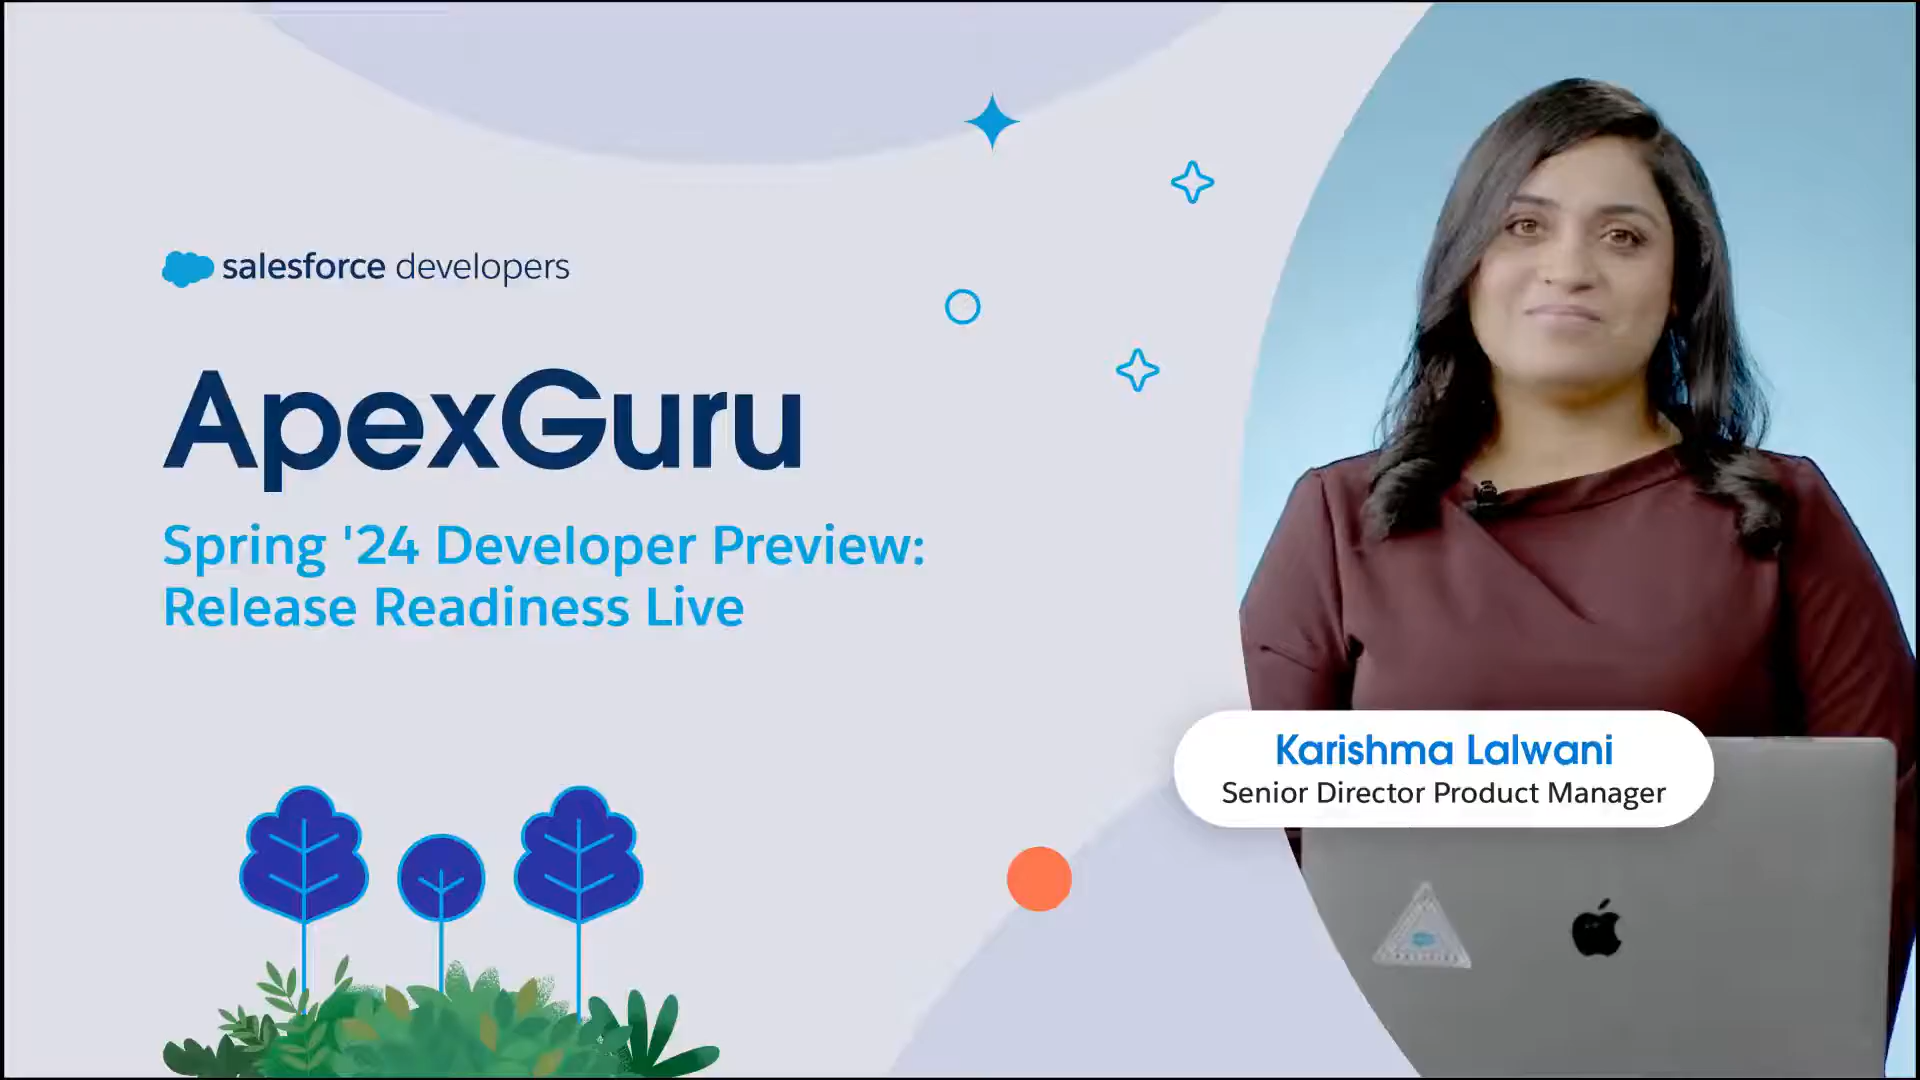 salesforce developers
ApexGuru
Spring '24 Developer Preview:
Release Readiness Live
Karishma Lalwani
Senior Director Product Manager